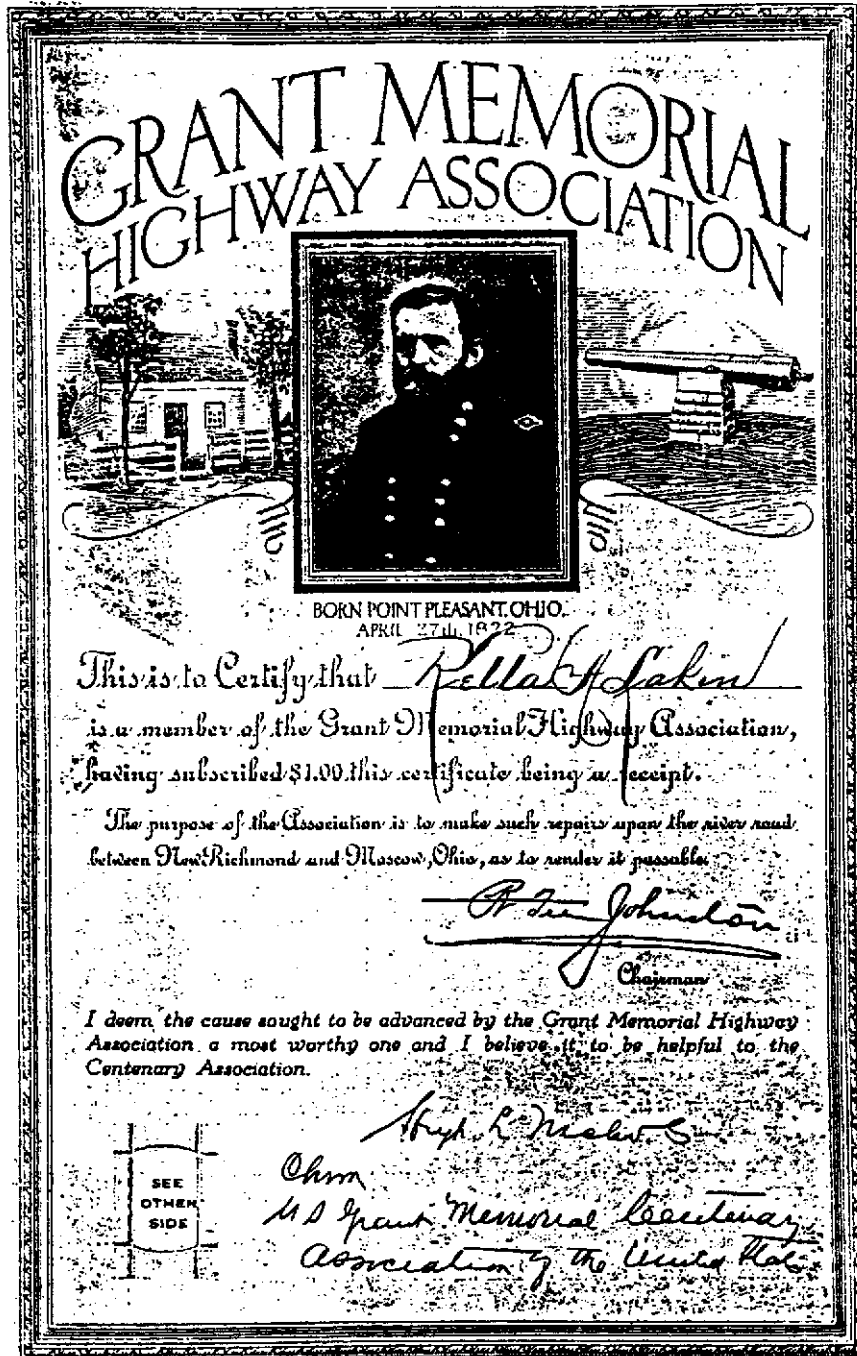 GRANT MEMORIAL
HIGHWAY ASSOCIATION
BORN POINT PLEASANT, OHIO.
APRIL 27th, 1822
This is to Certify that Rella A Lakin
is a member of the Grant Memorial Highway Association,
having subscribed $1.00 this certificate being a receipt.
The purpose of the Association is to make such repairs upon the river road
between New Richmond and Moscow, Ohio, as to render it passable.
Johnston
Chairman
I deem the cause sought to be advanced by the Grant Memorial Highway
Association a most worthy one and I believe it to be helpful to the
Centenary Association.
Hugh L Nichols
Chm
U S Grant Memorial Centenary
Association of the United States
SEE
OTHER
SIDE